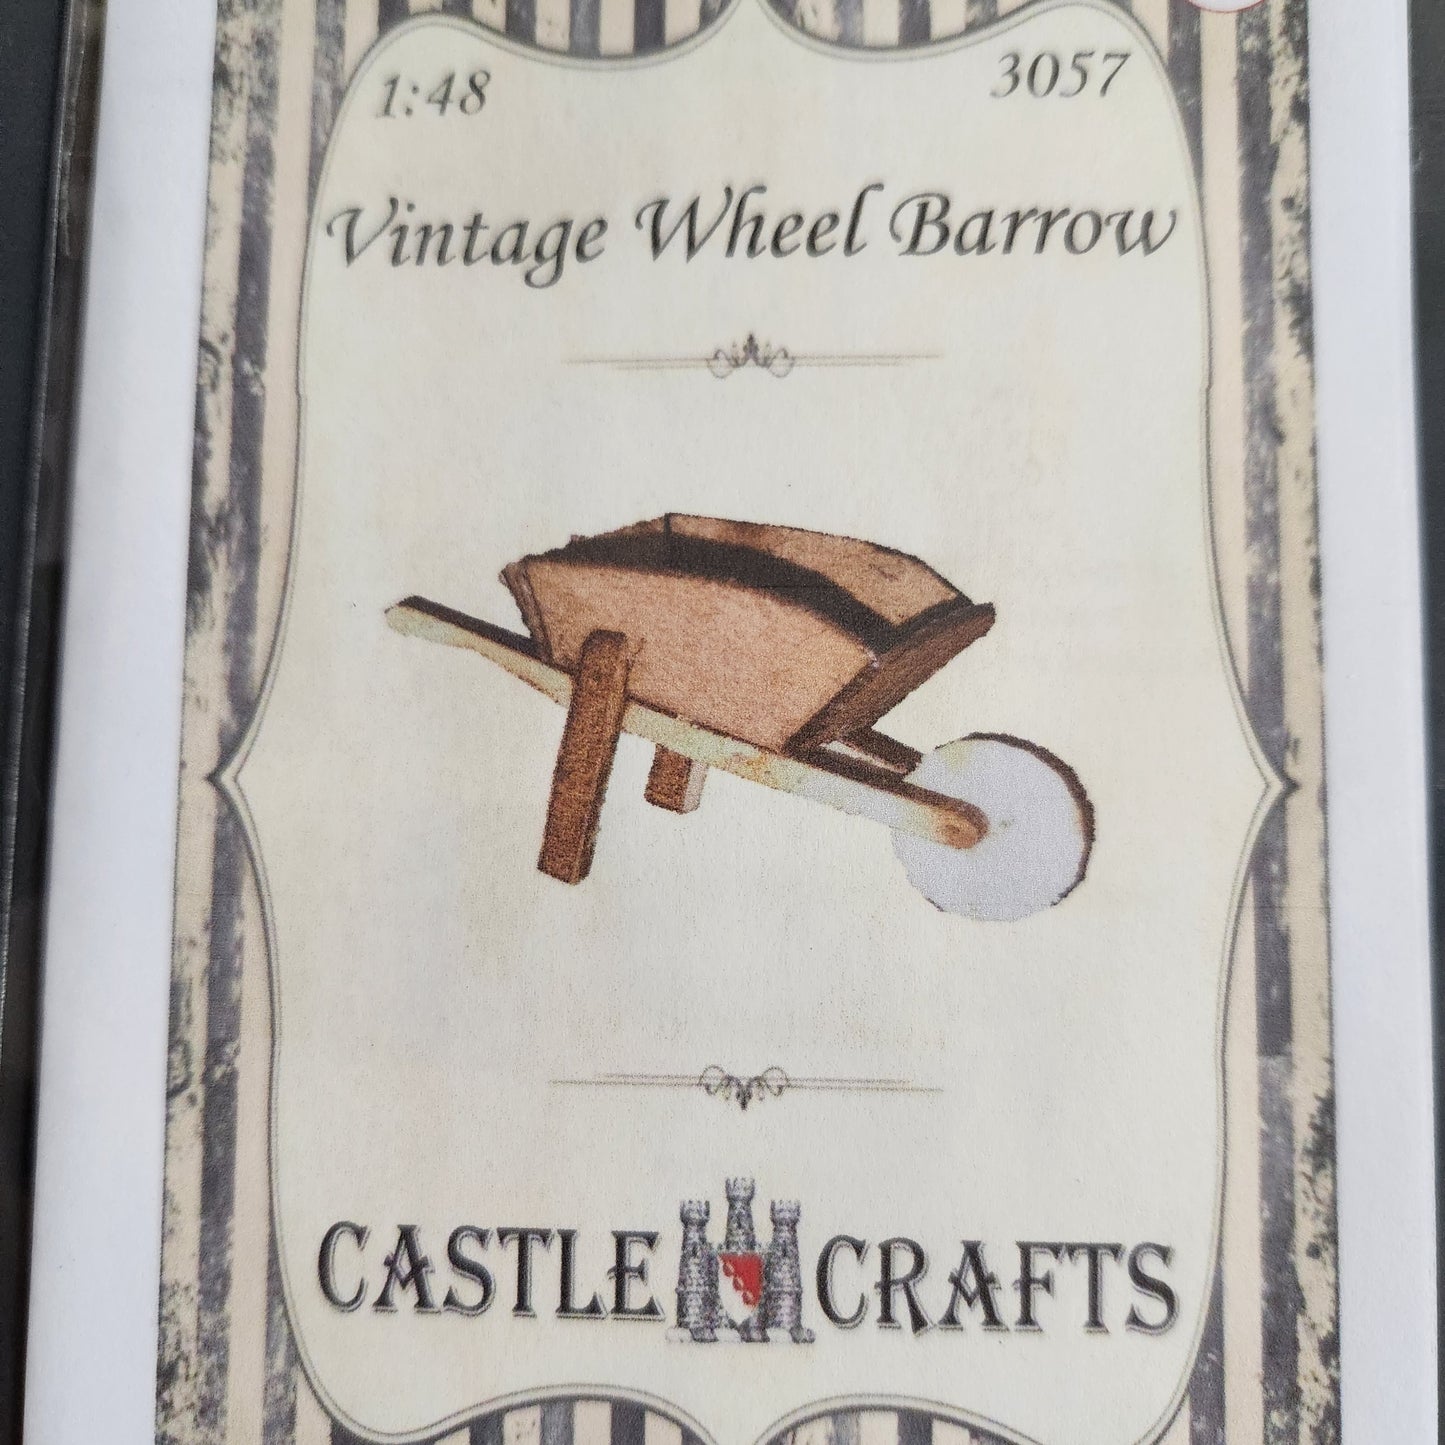 1:48 3057
Vintage Wheel Barrow
CASTLE CRAFTS